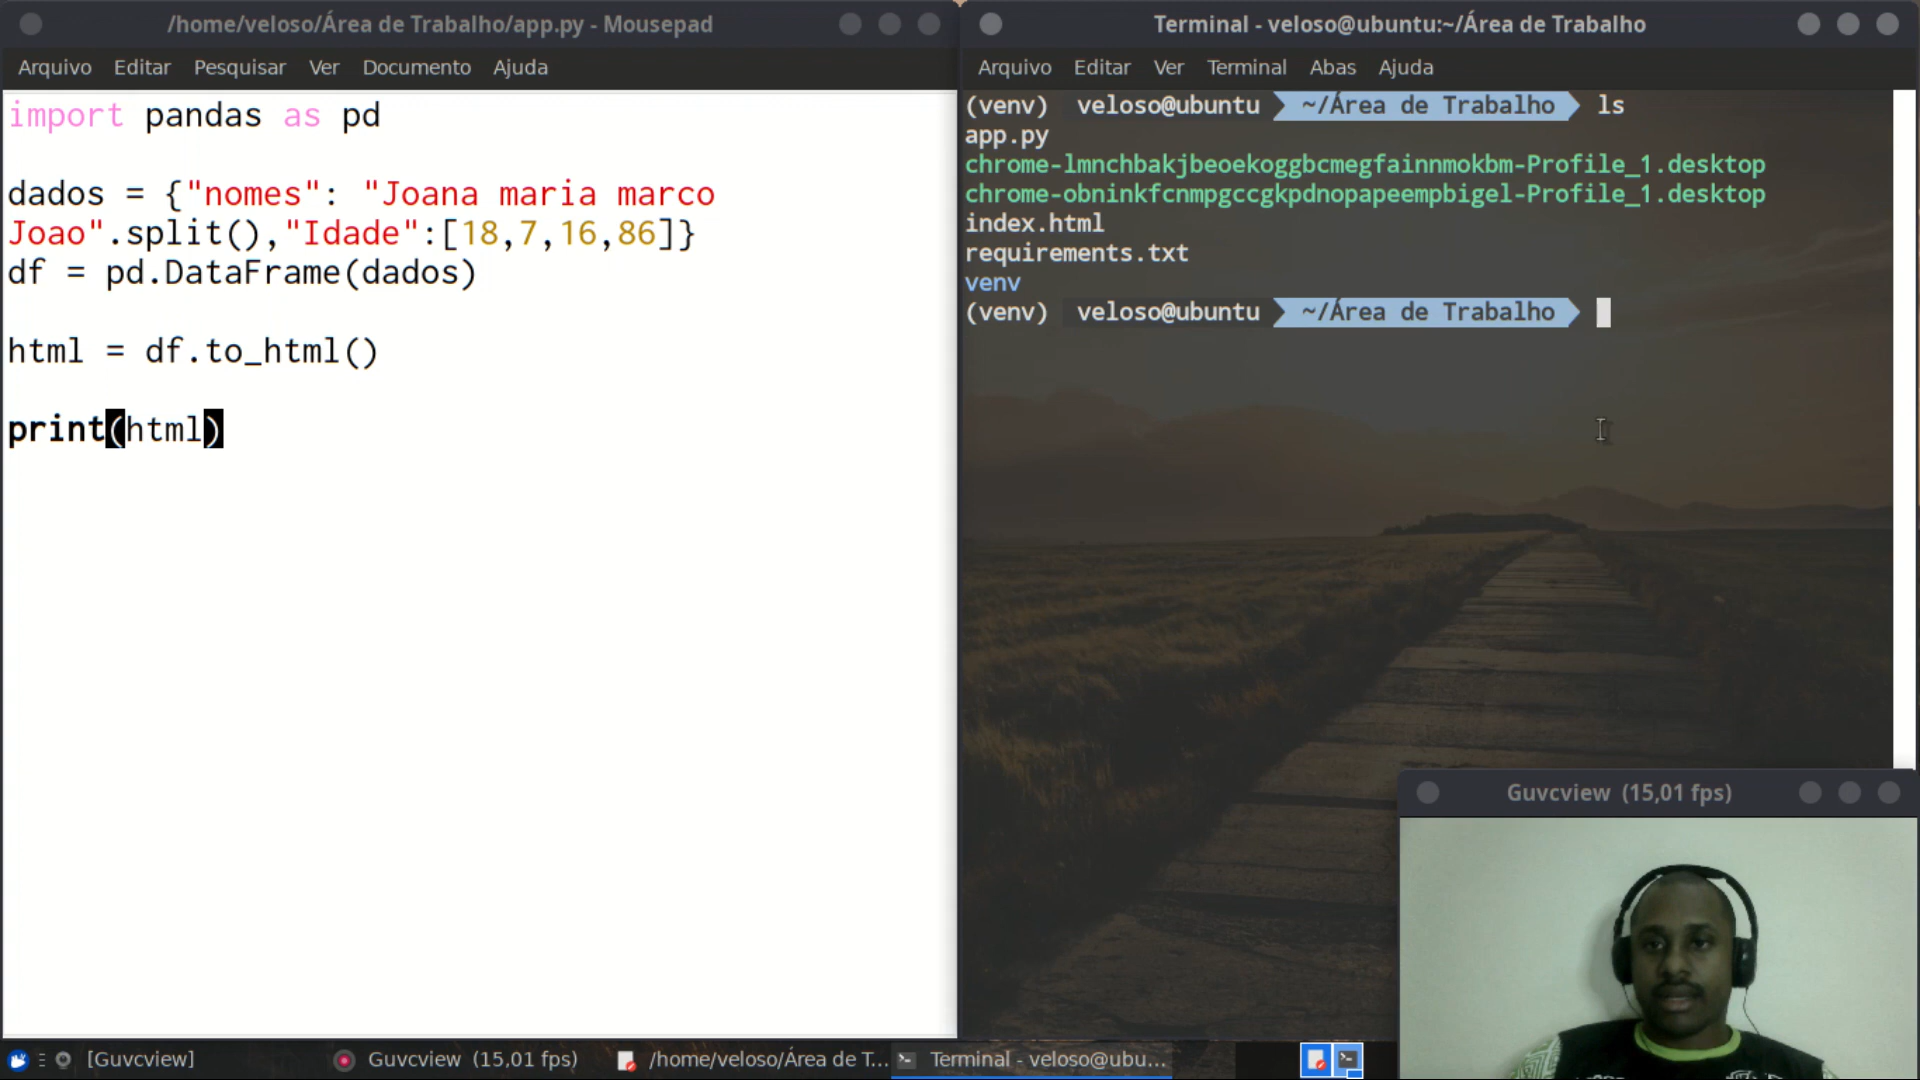 /home/veloso/Área de Trabalho/app.py - Mousepad
Arquivo Editar Pesquisar Ver Documento Ajuda
import pandas as pd
dados = {"nomes": "Joana maria marco
Joao".split(),"Idade":[18,7,16,86]}
df = pd.DataFrame(dados)
html = df.to_html()
print(html)
Terminal - veloso@ubuntu:~/Área de Trabalho
Arquivo Editar Ver Terminal Abas Ajuda
(venv) veloso@ubuntu ~/Área de Trabalho ls
app.py
chrome-lmnchbakjbeoekoggbcmegfainnmokbm-Profile_1.desktop
chrome-obninkfcnmpgccgkpdnopapeempbigel-Profile_1.desktop
index.html
requirements.txt
venv
(venv) veloso@ubuntu ~/Área de Trabalho
Guvcview (15,01 fps)
[Guvcview] Guvcview (15,01 fps) /home/veloso/Área de T... Terminal - veloso@ubu...